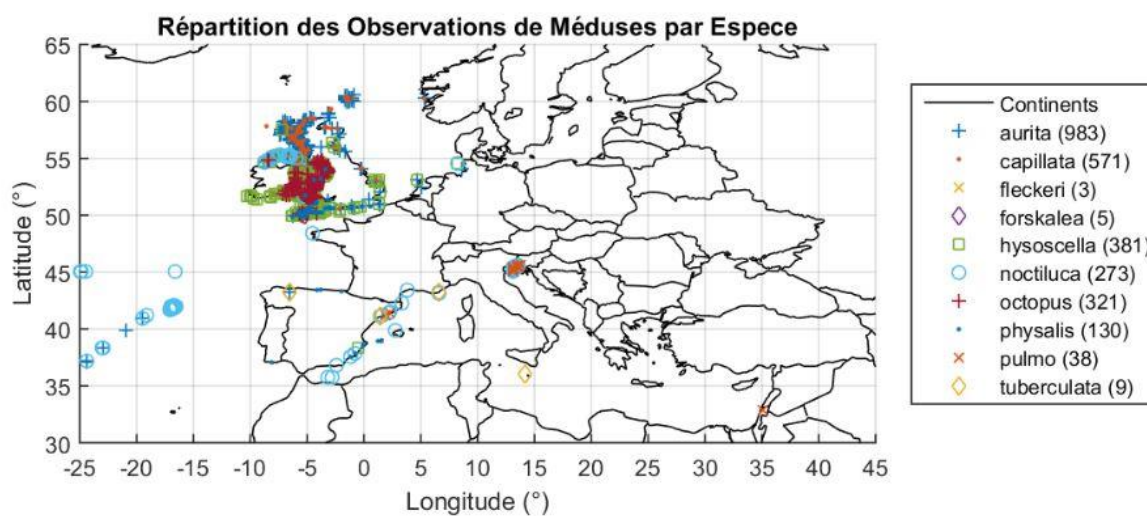 Répartition des Observations de Méduses par Espece
65
60
55
50
45
40
35
30
Latitude (°)
-25 -20 -15 -10 -5 0 5 10 15 20 25 30 35 40 45
Longitude (°)
Continents
aurita (983)
capillata (571)
fleckeri (3)
forskalea (5)
hysoscella (381)
noctiluca (273)
octopus (321)
physalis (130)
pulmo (38)
tuberculata (9)